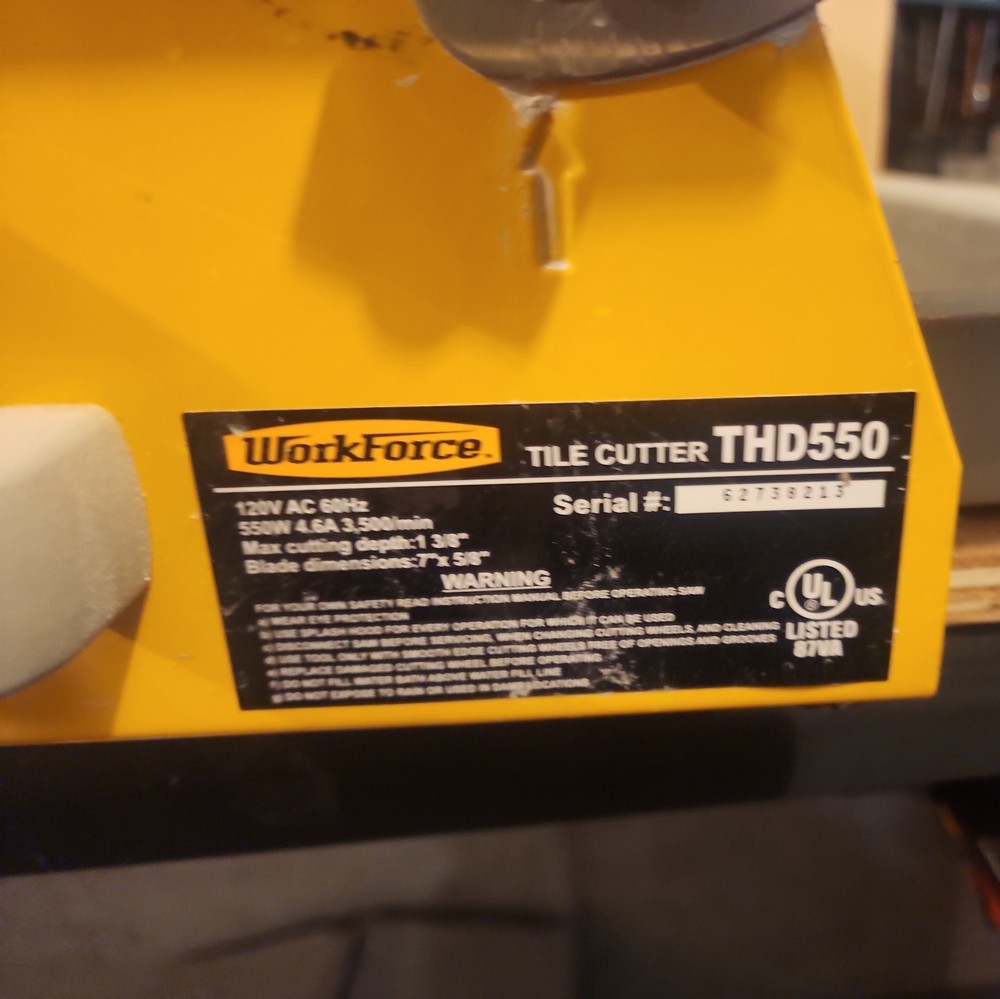 WORKFORCE™ TILE CUTTER THD550
120V AC 60Hz Serial #: 62738213
550W 4.6A 3,500/min
Max cutting depth:1 3/8"
Blade dimensions:7"x 5/8"
WARNING
FOR YOUR OWN SAFETY READ INSTRUCTION MANUAL BEFORE OPERATING SAW
WEAR EYE PROTECTION
USE SPLASH HOOD FOR EVERY OPERATION FOR WHICH IT CAN BE USED
DISCONNECT SAW BEFORE SERVICING, WHEN CHANGING CUTTING WHEELS, AND CLEANING
USE TOOL ONLY WITH SMOOTH EDGE CUTTING WHEELS FREE OF OPENINGS AND GROOVES
REPLACE DAMAGED CUTTING WHEEL BEFORE OPERATING
DO NOT FILL WATER BATH ABOVE WATER FILL LINE
DO NOT EXPOSE TO RAIN OR USED IN DAMP LOCATIONS
C UL ® US
LISTED
87VA